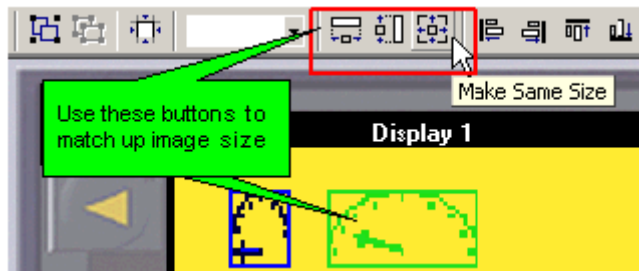 Make Same Size
Use these buttons to
match up image size
Display 1